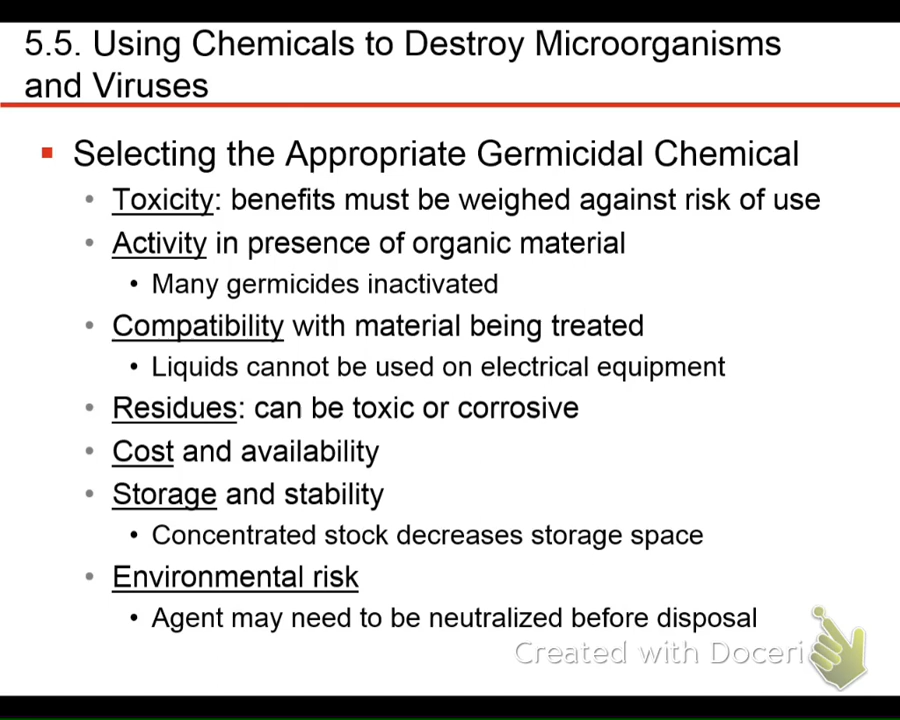 5.5. Using Chemicals to Destroy Microorganisms
and Viruses
Selecting the Appropriate Germicidal Chemical
Toxicity: benefits must be weighed against risk of use
Activity in presence of organic material
Many germicides inactivated
Compatibility with material being treated
Liquids cannot be used on electrical equipment
Residues: can be toxic or corrosive
Cost and availability
Storage and stability
Concentrated stock decreases storage space
Environmental risk
Agent may need to be neutralized before disposal
Created with Doceri